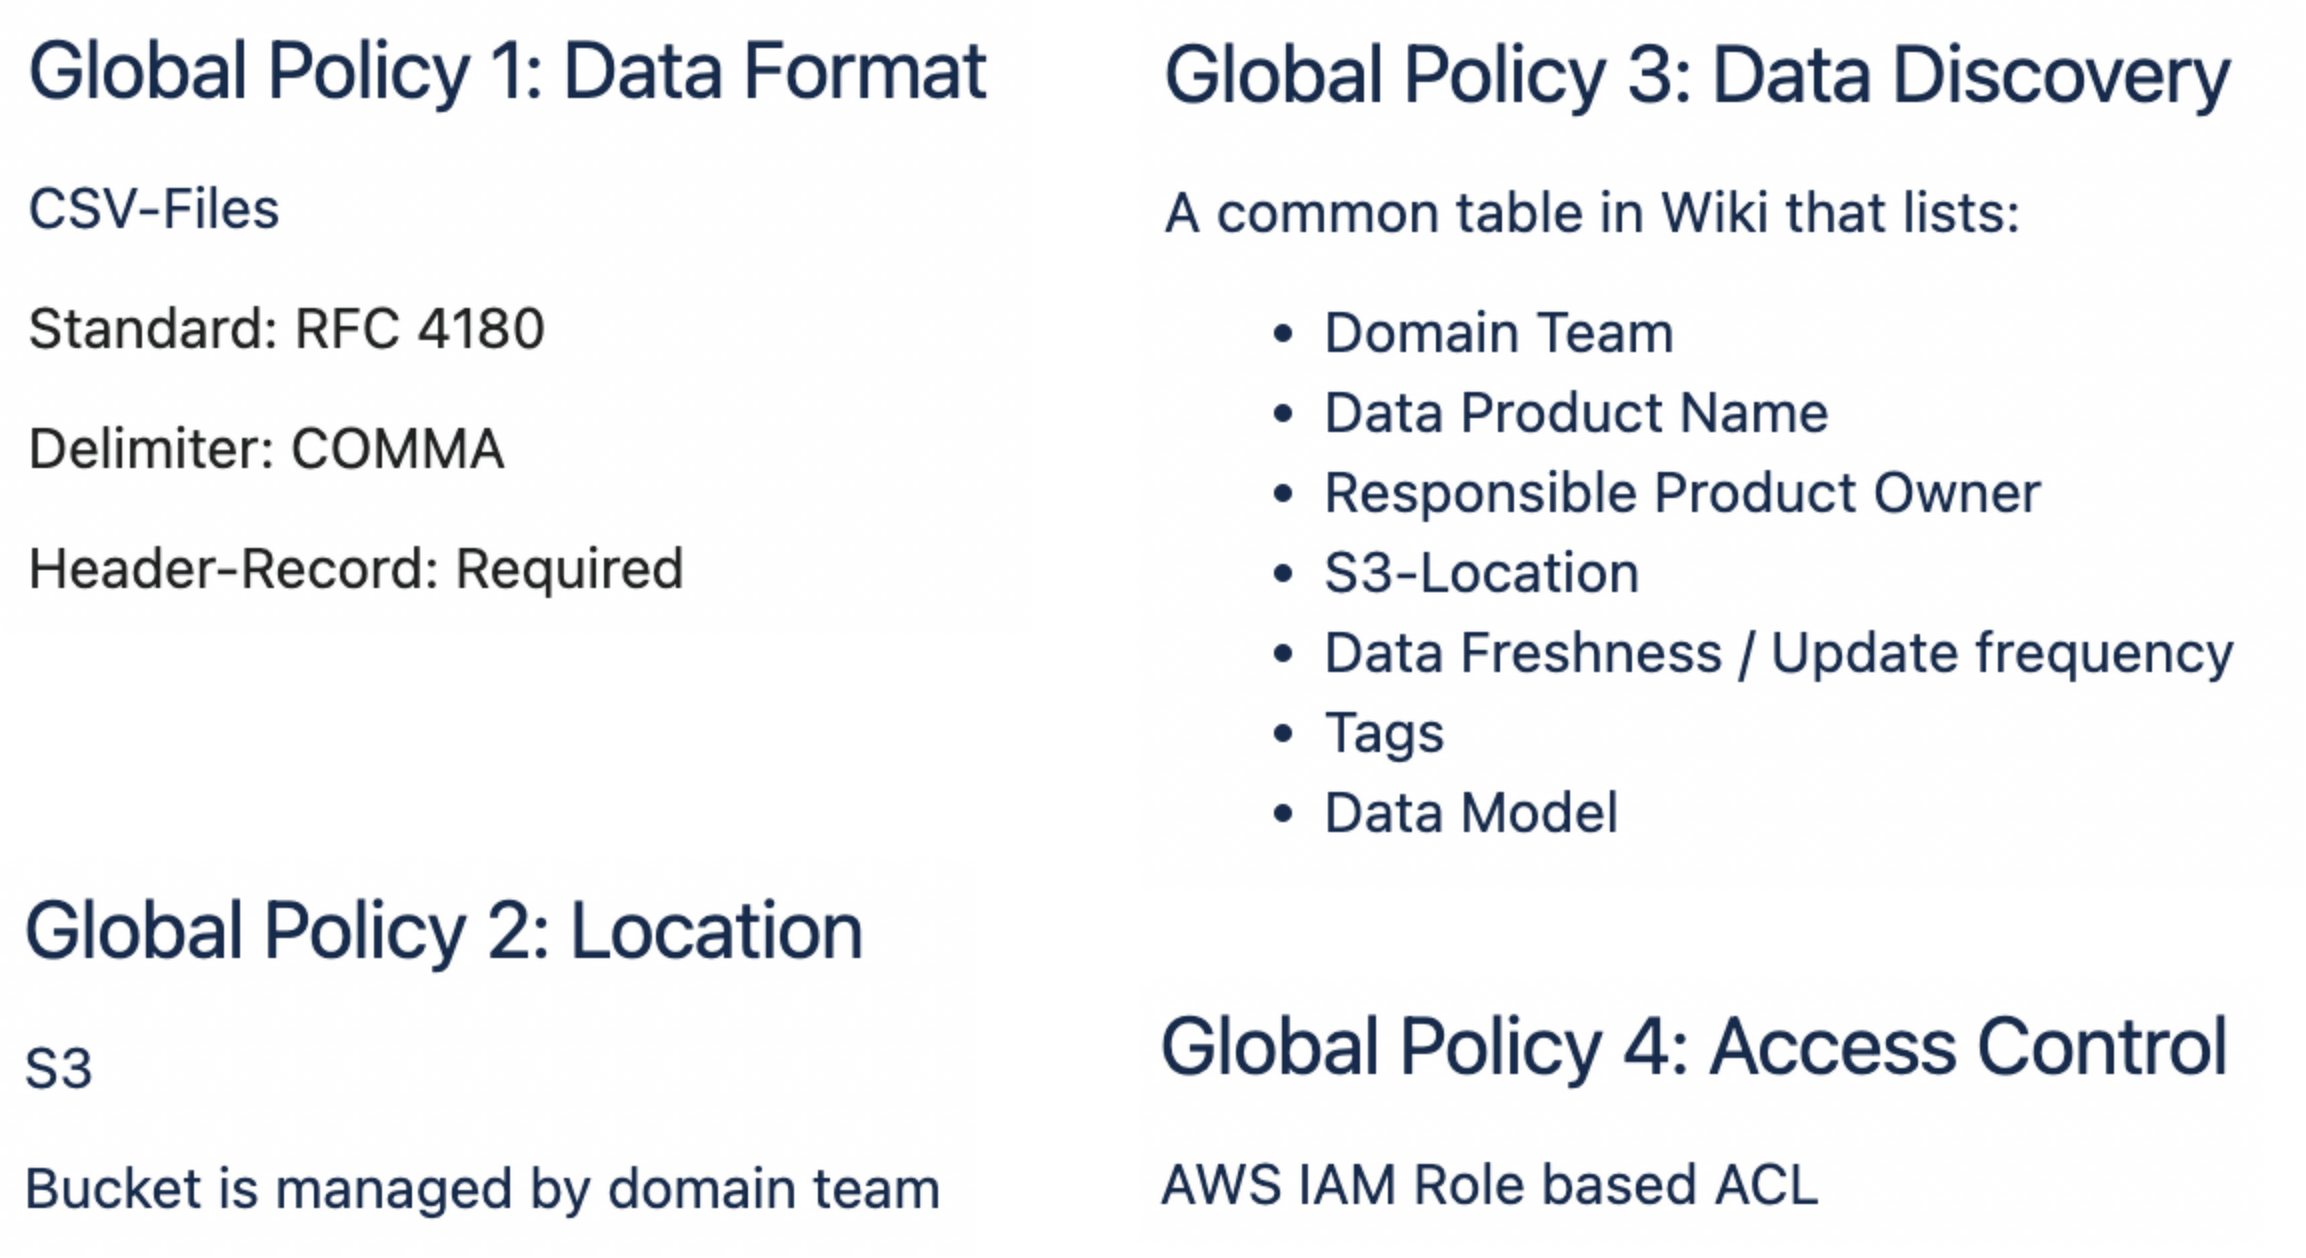 Global Policy 1: Data Format
CSV-Files
Standard: RFC 4180
Delimiter: COMMA
Header-Record: Required
Global Policy 2: Location
S3
Bucket is managed by domain team
Global Policy 3: Data Discovery
A common table in Wiki that lists:
• Domain Team
• Data Product Name
• Responsible Product Owner
• S3-Location
• Data Freshness / Update frequency
• Tags
• Data Model
Global Policy 4: Access Control
AWS IAM Role based ACL